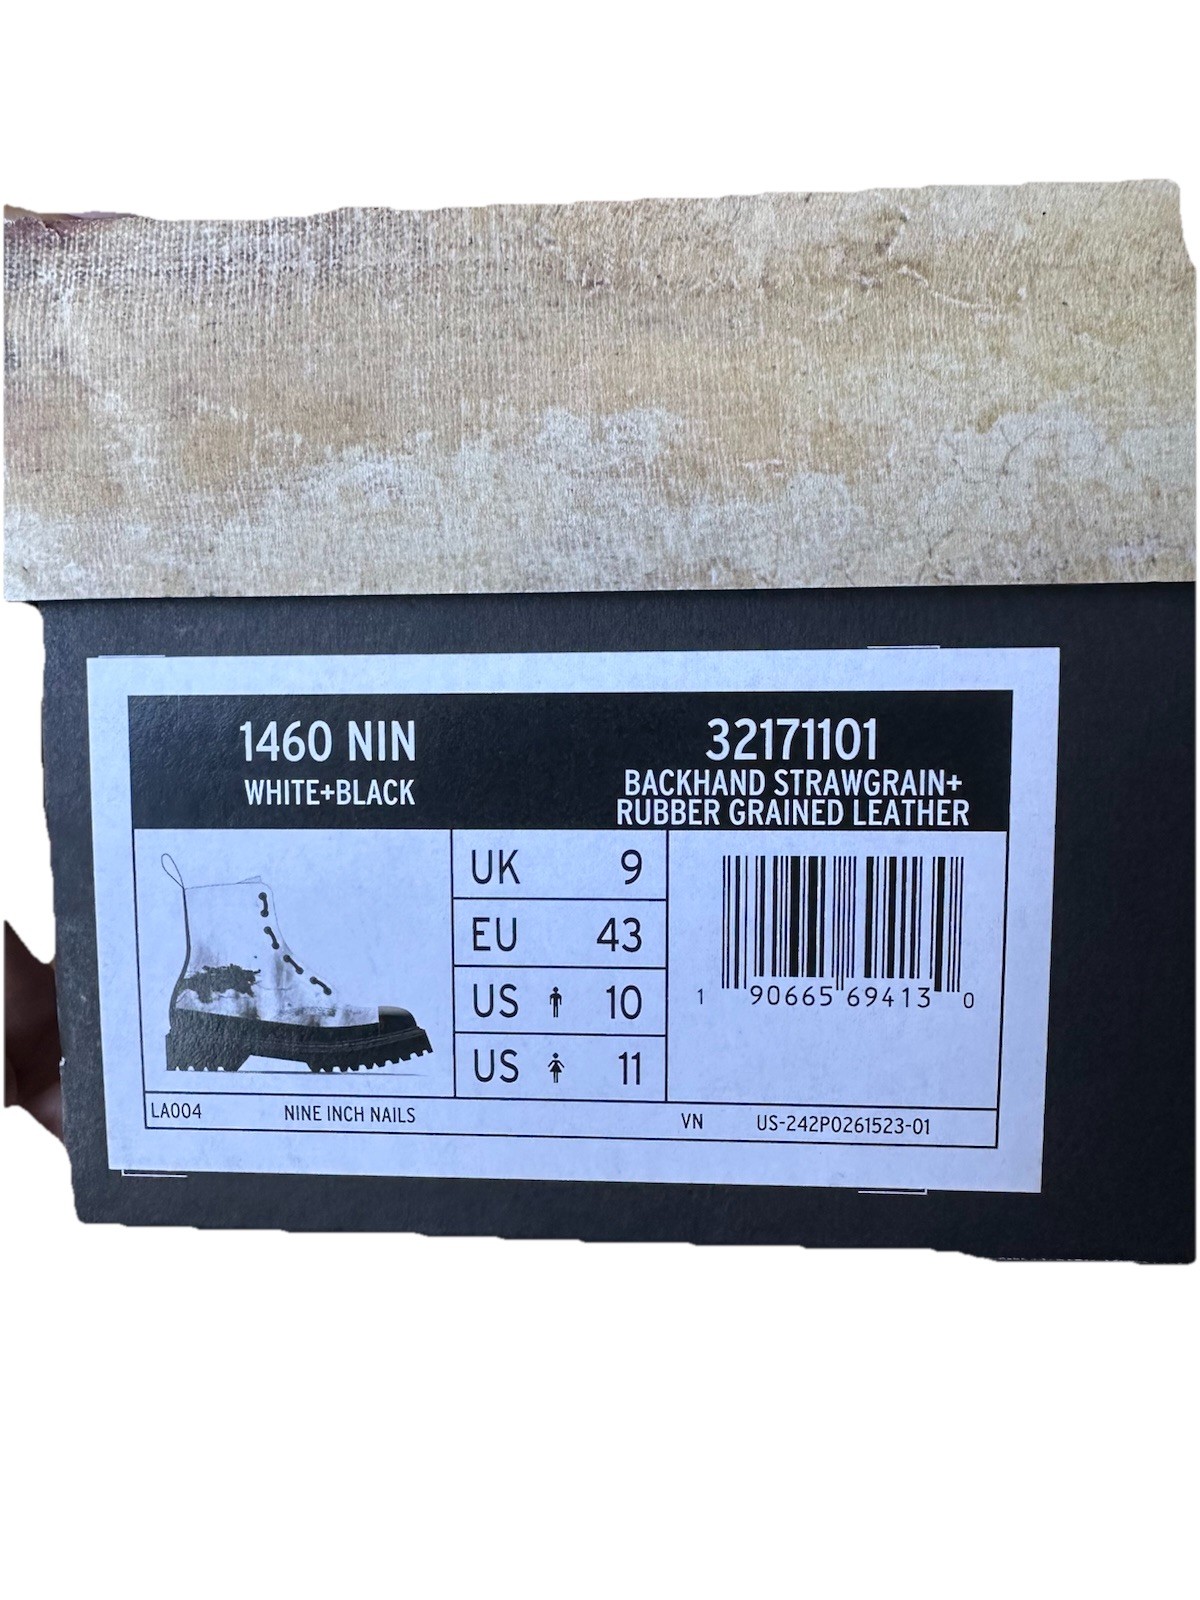 1460 NIN
WHITE+BLACK
32171101
BACKHAND STRAWGRAIN+
RUBBER GRAINED LEATHER
UK 9
EU 43
US 10
US 11
1 90665 69413 0
LA004 NINE INCH NAILS VN US-242P0261523-01